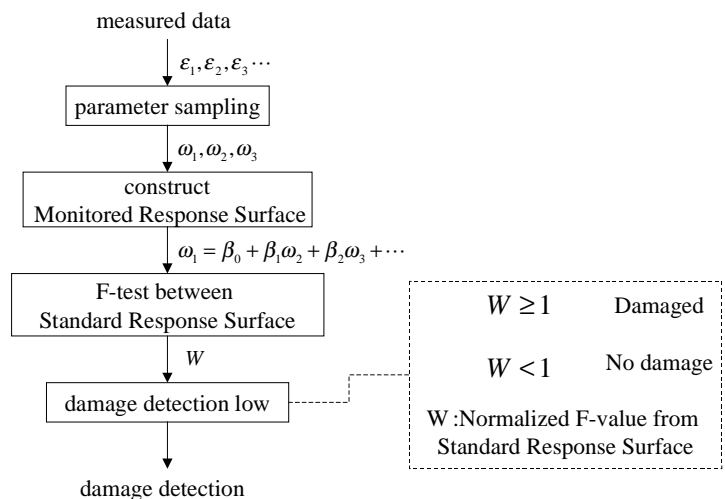 measured data
ε₁,ε₂,ε₃⋯
parameter sampling
ω₁,ω₂,ω₃
construct
Monitored Response Surface
ω₁ = β₀ + β₁ω₂ + β₂ω₃ + ⋯
F-test between
Standard Response Surface
W
damage detection low
damage detection
W ≥ 1 Damaged
W < 1 No damage
W :Normalized F-value from
Standard Response Surface